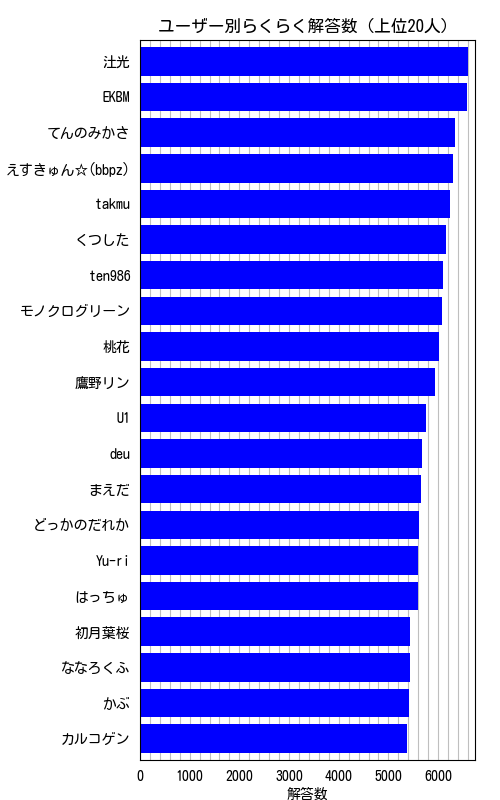 ユーザー別らくらく解答数 (上位20人)
汢光
EKBM
てんのみかさ
えすきゅん☆(bbpz)
takmu
くつした
ten986
モノクログリーン
桃花
鷹野リン
U1
deu
まえだ
どっかのだれか
Yu-ri
はっちゅ
初月葉桜
ななろくふ
かぶ
カルコゲン
0 1000 2000 3000 4000 5000 6000
解答数